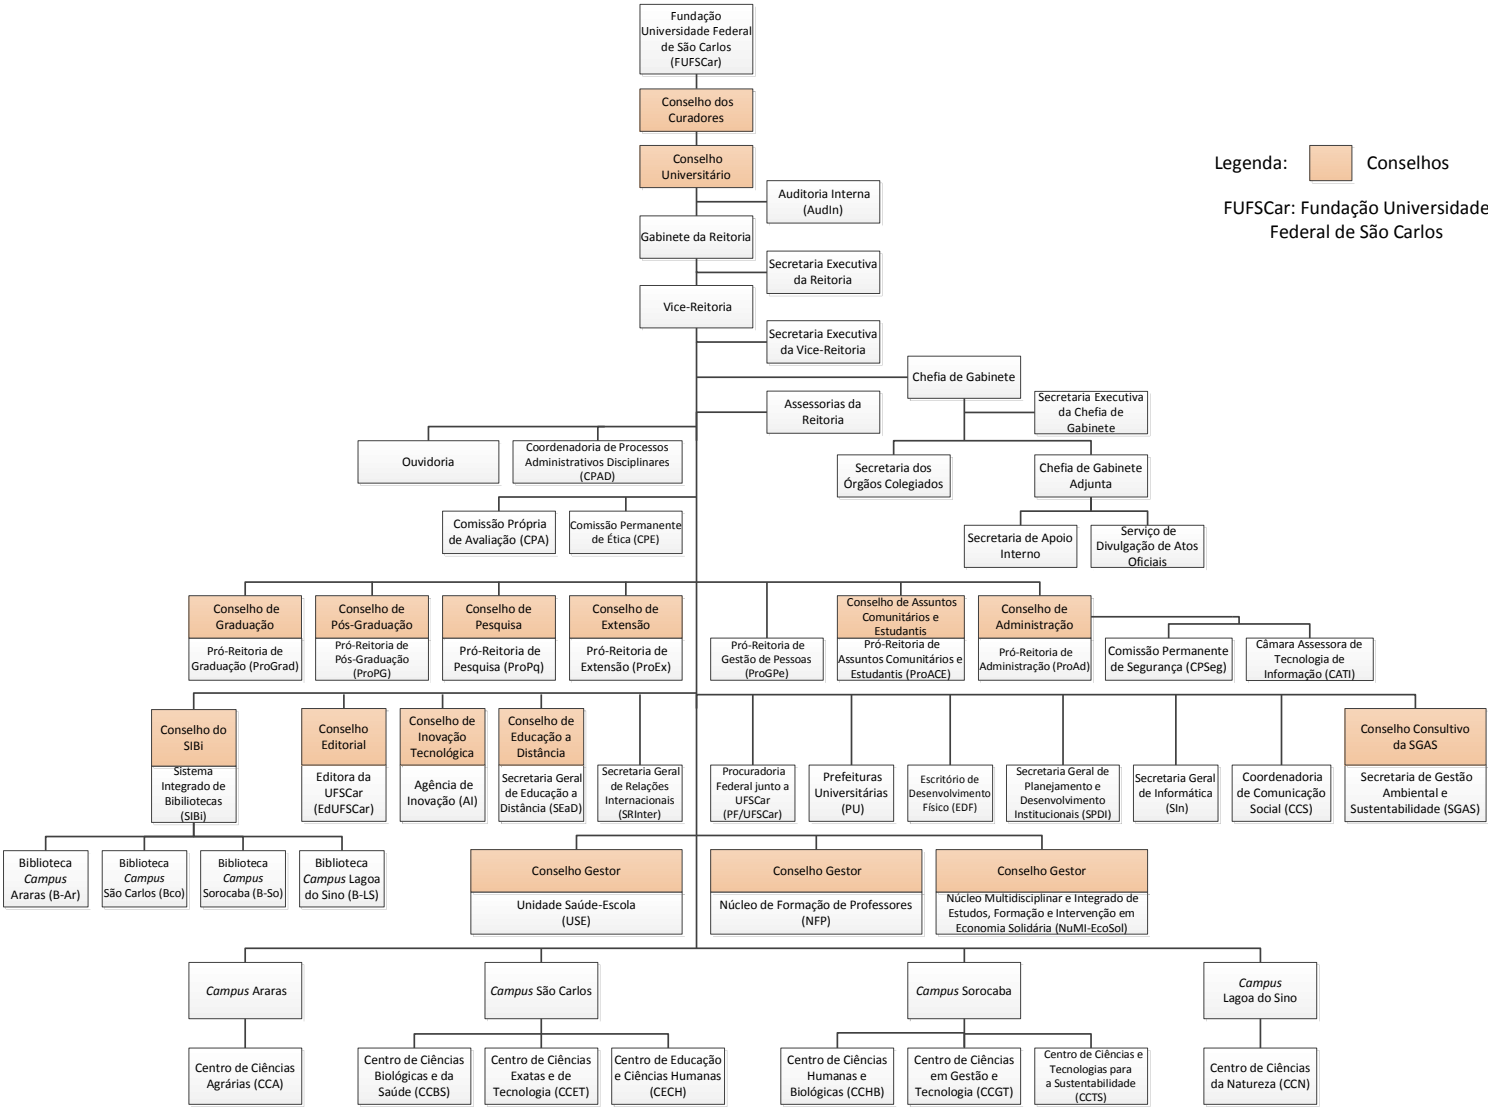 Fundação
Universidade Federal
de São Carlos
(FUFSCar)
Conselho dos
Curadores
Conselho
Universitário
Legenda:
Conselhos
FUFSCar: Fundação Universidade
Federal de São Carlos
Auditoria Interna
(AudIn)
Gabinete da Reitoria
Secretaria Executiva
da Reitoria
Vice-Reitoria
Secretaria Executiva
da Vice-Reitoria
Chefia de Gabinete
Assessorias da
Reitoria
Secretaria Executiva
da Chefia de
Gabinete
Ouvidoria
Coordenadoria de Processos
Administrativos Disciplinares
(CPAD)
Secretaria dos
Órgãos Colegiados
Chefia de Gabinete
Adjunta
Comissão Própria
de Avaliação (CPA)
Comissão Permanente
de Ética (CPE)
Secretaria de Apoio
Interno
Serviço de
Divulgação de Atos
Oficiais
Conselho de
Graduação
Pró-Reitoria de
Graduação (ProGrad)
Conselho de
Pós-Graduação
Pró-Reitoria de
Pós-Graduação
(ProPG)
Conselho de
Pesquisa
Pró-Reitoria de
Pesquisa (ProPq)
Conselho de
Extensão
Pró-Reitoria de
Extensão (ProEx)
Pró-Reitoria de
Gestão de Pessoas
(ProGPe)
Conselho de Assuntos
Comunitários e
Estudantis
Pró-Reitoria de
Assuntos Comunitários e
Estudantis (ProACE)
Conselho de
Administração
Pró-Reitoria de
Administração (ProAd)
Comissão Permanente
de Segurança (CPSeg)
Câmara Assessora de
Tecnologia de
Informação (CATI)
Conselho do
SIBi
Sistema
Integrado de
Bibiliotecas
(SIBi)
Conselho
Editorial
Editora da
UFSCar
(EdUFSCar)
Conselho de
Inovação
Tecnológica
Agência de
Inovação (AI)
Conselho de
Educação a
Distância
Secretaria Geral
de Educação a
Distância (SEaD)
Secretaria Geral
de Relações
Internacionais
(SRInter)
Procuradoria
Federal junto a
UFSCar
(PF/UFSCar)
Prefeituras
Universitárias
(PU)
Escritório de
Desenvolvimento
Físico (EDF)
Secretaria Geral de
Planejamento e
Desenvolvimento
Institucionais (SPDI)
Secretaria Geral
de Informática
(SIn)
Coordenadoria
de Comunicação
Social (CCS)
Conselho Consultivo
da SGAS
Secretaria de Gestão
Ambiental e
Sustentabilidade (SGAS)
Biblioteca
Campus
Araras (B-Ar)
Biblioteca
Campus
São Carlos (Bco)
Biblioteca
Campus
Sorocaba (B-So)
Biblioteca
Campus Lagoa
do Sino (B-LS)
Conselho Gestor
Unidade Saúde-Escola
(USE)
Conselho Gestor
Núcleo de Formação de Professores
(NFP)
Conselho Gestor
Núcleo Multidisciplinar e Integrado de
Estudos, Formação e Intervenção em
Economia Solidária (NuMI-EcoSol)
Campus Araras
Campus São Carlos
Campus Sorocaba
Campus
Lagoa do Sino
Centro de Ciências
Agrárias (CCA)
Centro de Ciências
Biológicas e da
Saúde (CCBS)
Centro de Ciências
Exatas e de
Tecnologia (CCET)
Centro de Educação
e Ciências Humanas
(CECH)
Centro de Ciências
Humanas e
Biológicas (CCHB)
Centro de Ciências
em Gestão e
Tecnologia (CCGT)
Centro de Ciências e
Tecnologias para
a Sustentabilidade
(CCTS)
Centro de Ciências
da Natureza (CCN)